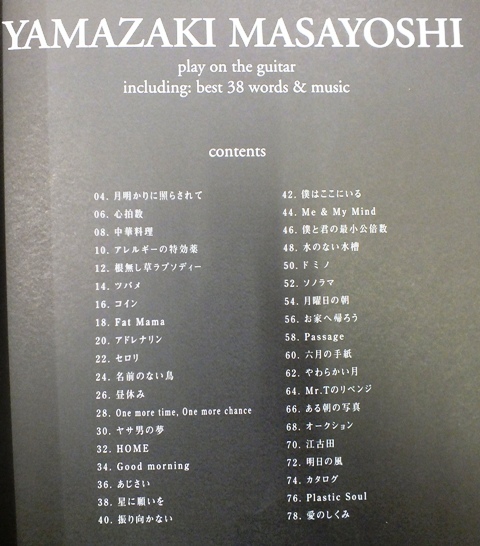 YAMAZAKI MASAYOSHI
play on the guitar
including: best 38 words & music
contents
04. 月明かりに照らされて
06. 心拍数
08. 中華料理
10. アレルギーの特効薬
12. 根無し草ラプソディー
14. ツバメ
16. コイン
18. Fat Mama
20. アドレナリン
22. セロリ
24. 名前のない鳥
26. 昼休み
28. One more time, One more chance
30. ヤサ男の夢
32. HOME
34. Good morning
36. あじさい
38. 星に願いを
40. 振り向かない
42. 僕はここにいる
44. Me & My Mind
46. 僕と君の最小公倍数
48. 水のない水槽
50. ドミノ
52. ソノラマ
54. 月曜日の朝
56. お家へ帰ろう
58. Passage
60. 六月の手紙
62. やわらかい月
64. Mr.Tのリベンジ
66. ある朝の写真
68. オークション
70. 江古田
72. 明日の風
74. カタログ
76. Plastic Soul
78. 愛のしくみ